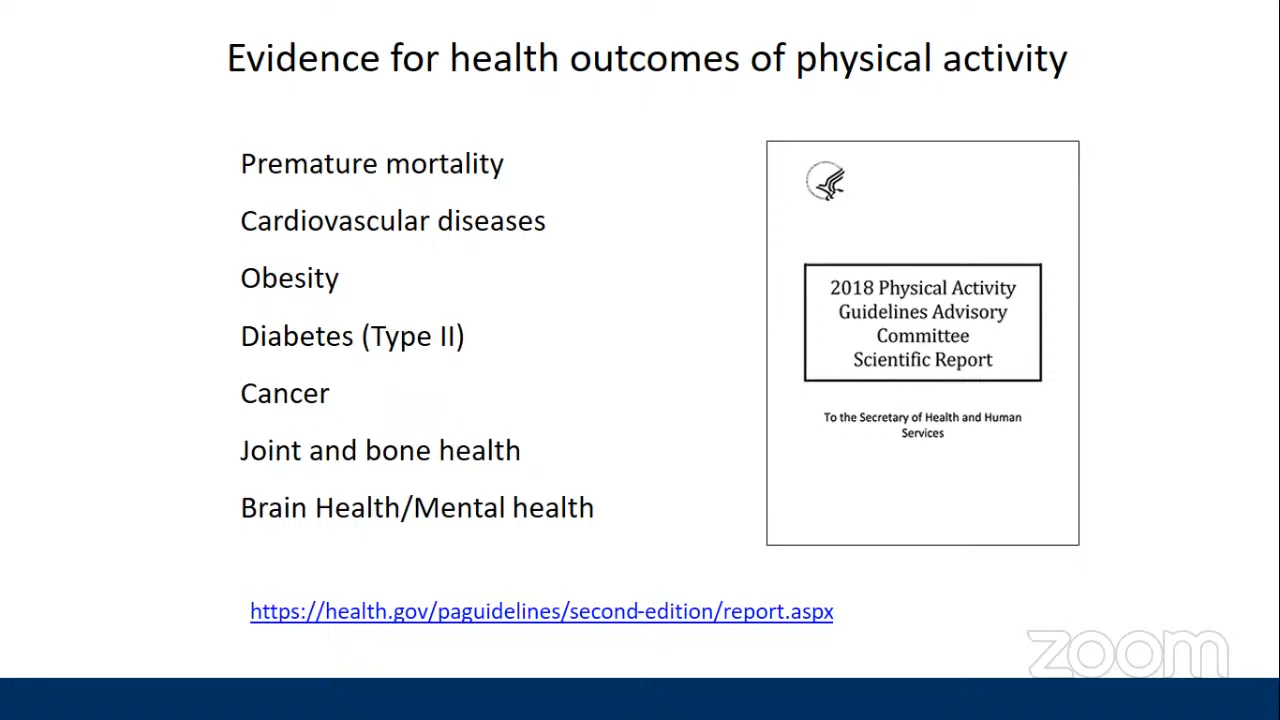 Evidence for health outcomes of physical activity
Premature mortality
Cardiovascular diseases
Obesity
Diabetes (Type II)
Cancer
Joint and bone health
Brain Health/Mental health
2018 Physical Activity
Guidelines Advisory
Committee
Scientific Report
To the Secretary of Health and Human
Services
https://health.gov/paguidelines/second-edition/report.aspx
zoom